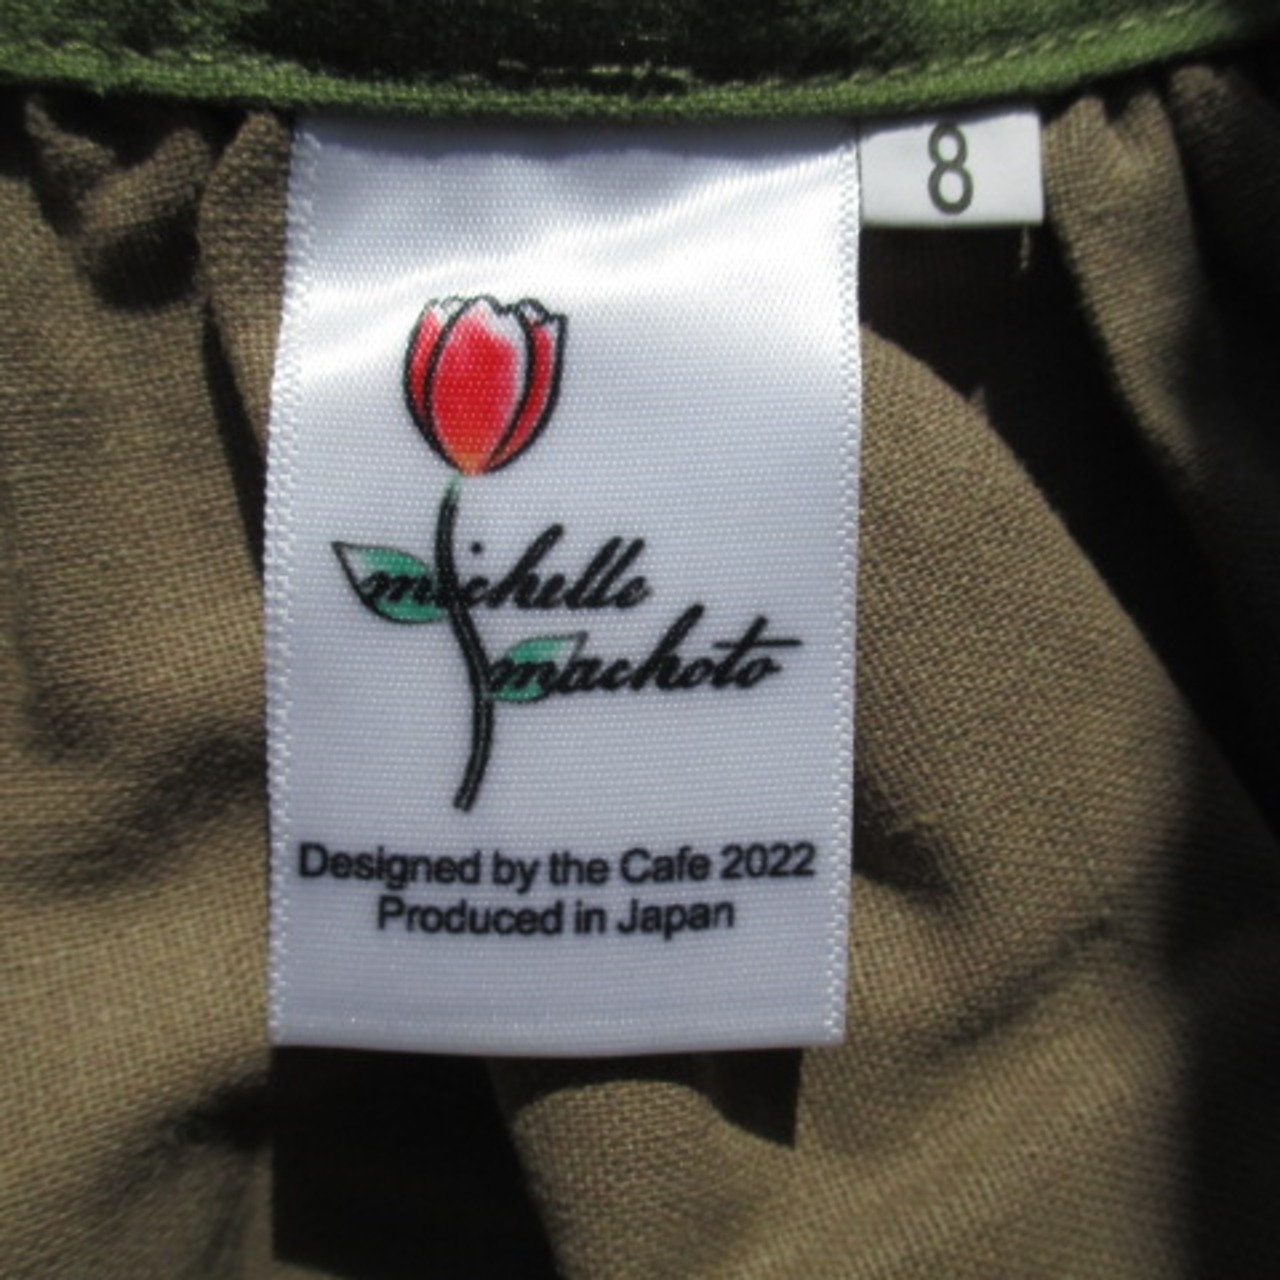 8
michelle
machoto
Designed by the Cafe 2022
Produced in Japan